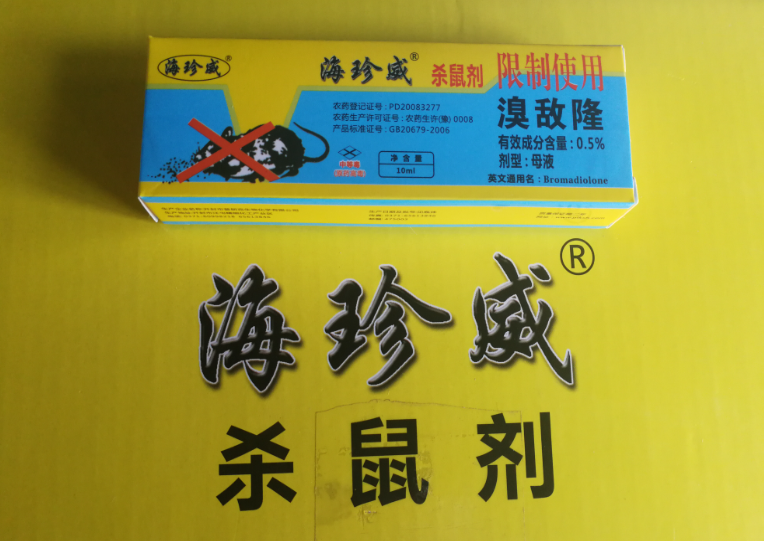 海珍威®
海珍威® 杀鼠剂 限制使用
农药登记证号：PD20083277
农药生产许可证号：农药生许(豫) 0008
产品标准证号：GB20679-2006
溴敌隆
有效成分含量：0.5%
剂型：母液
英文通用名：Bromadiolone
净含量
10ml
海珍威®
杀鼠剂